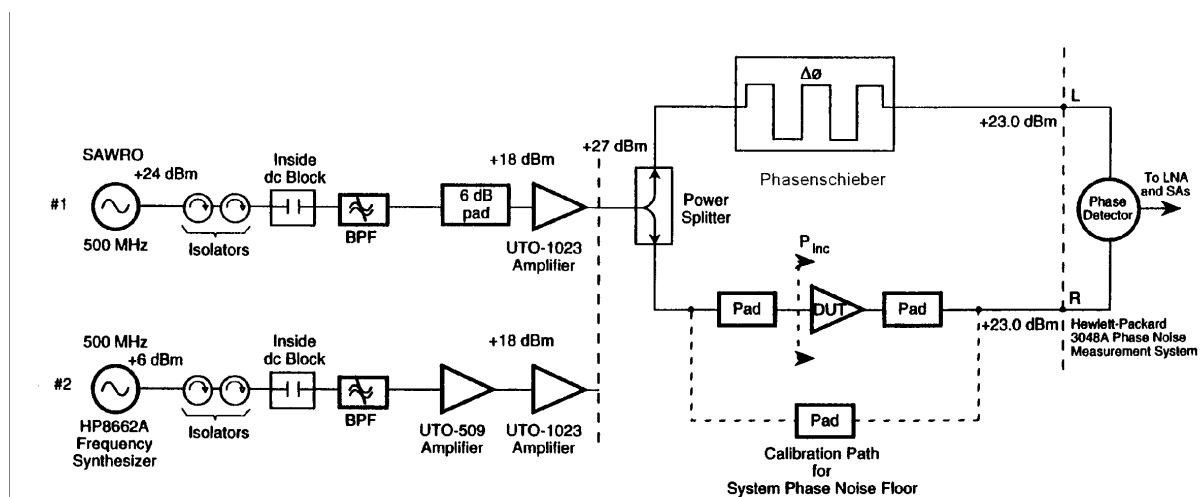 SAWRO
+24 dBm
#1
500 MHz
Isolators
Inside
dc Block
BPF
6 dB
pad
+18 dBm
UTO-1023
Amplifier
+27 dBm
Power
Splitter
Δø
Phasenschieber
+23.0 dBm
L
Phase
Detector
To LNA
and SAs
P Inc
Pad
DUT
Pad
+23.0 dBm
R
Hewlett-Packard
3048A Phase Noise
Measurement System
Pad
Calibration Path
for
System Phase Noise Floor
500 MHz
+6 dBm
#2
HP8662A
Frequency
Synthesizer
Isolators
Inside
dc Block
BPF
UTO-509
Amplifier
+18 dBm
UTO-1023
Amplifier